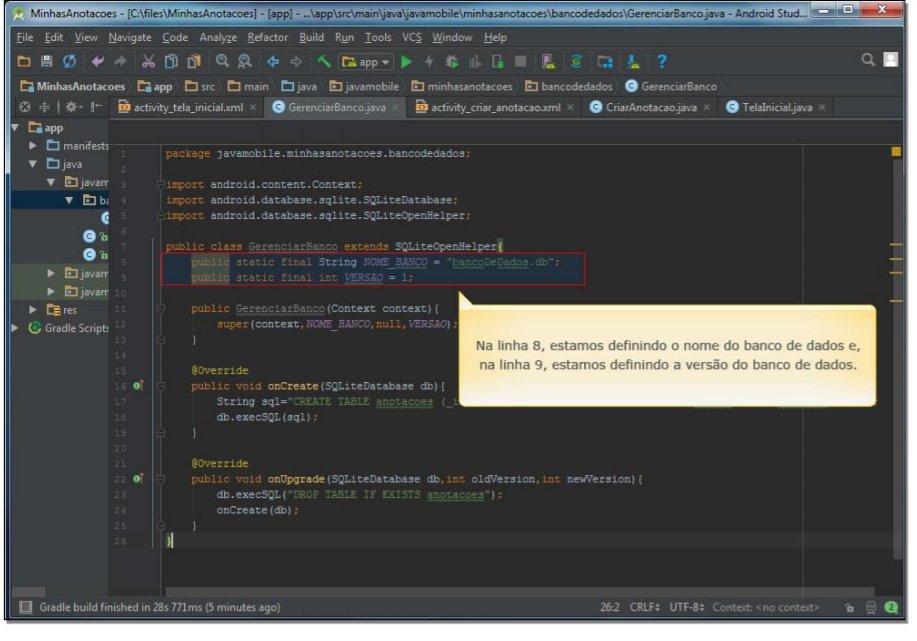 MinhasAnotacoes - [C:\files\MinhasAnotacoes] - [app] - ...\app\src\main\java\javamobile\minhasanotacoes\bancodedados\GerenciarBanco.java - Android Stud...
File Edit View Navigate Code Analyze Refactor Build Run Tools VCS Window Help
app
MinhasAnotacoes app src main java javamobile minhasanotacoes bancodedados GerenciarBanco
activity_tela_inicial.xml GerenciarBanco.java activity_criar_anotacao.xml CriarAnotacao.java TelaInicial.java
app
manifests
java
javam
ba
javam
javam
res
Gradle Scripts
1 package javamobile.minhasanotacoes.bancodedados;
2
3 import android.content.Context;
4 import android.database.sqlite.SQLiteDatabase;
5 import android.database.sqlite.SQLiteOpenHelper;
6
7 public class GerenciarBanco extends SQLiteOpenHelper{
8 public static final String NOME_BANCO = "bancoDeDados.db";
9 public static final int VERSAO = 1;
10
11 public GerenciarBanco(Context context){
12 super(context,NOME_BANCO,null,VERSAO);
13 }
14
15 @Override
16 public void onCreate(SQLiteDatabase db){
17 String sql="CREATE TABLE anotacoes (_i
18 db.execSQL(sql);
19 }
20
21 @Override
22 public void onUpgrade(SQLiteDatabase db,int oldVersion,int newVersion){
23 db.execSQL("DROP TABLE IF EXISTS anotacoes");
24 onCreate(db);
25 }
26 }
Na linha 8, estamos definindo o nome do banco de dados e,
na linha 9, estamos definindo a versão do banco de dados.
Gradle build finished in 28s 771ms (5 minutes ago) 26:2 CRLF UTF-8 Context: <no context> 2